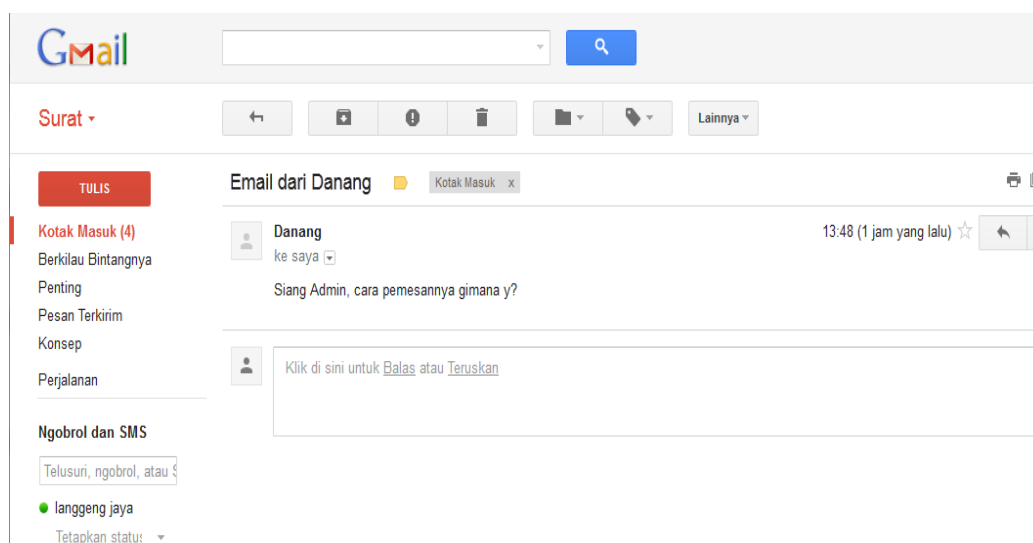 Gmail
Surat
Lainnya
TULIS
Email dari Danang
Kotak Masuk x
Kotak Masuk (4)
Berkilau Bintangnya
Penting
Pesan Terkirim
Konsep
Perjalanan
Danang
13:48 (1 jam yang lalu)
ke saya
Siang Admin, cara pemesannya gimana y?
Klik di sini untuk Balas atau Teruskan
Ngobrol dan SMS
Telusuri, ngobrol, atau
langgeng jaya
Tetapkan status